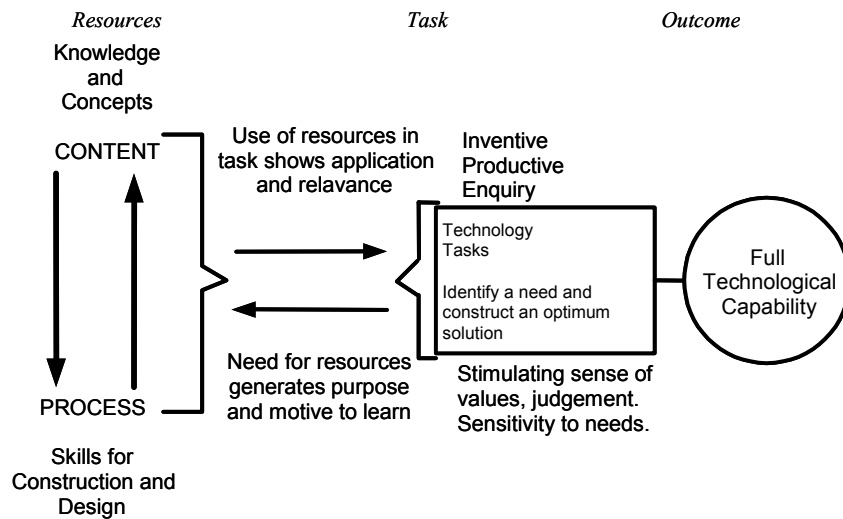 Resources
Task
Outcome
Knowledge
and
Concepts
CONTENT
PROCESS
Skills for
Construction and
Design
Use of resources in
task shows application
and relavance
Need for resources
generates purpose
and motive to learn
Inventive
Productive
Enquiry
Technology
Tasks
Identify a need and
construct an optimum
solution
Stimulating sense of
values, judgement.
Sensitivity to needs.
Full
Technological
Capability